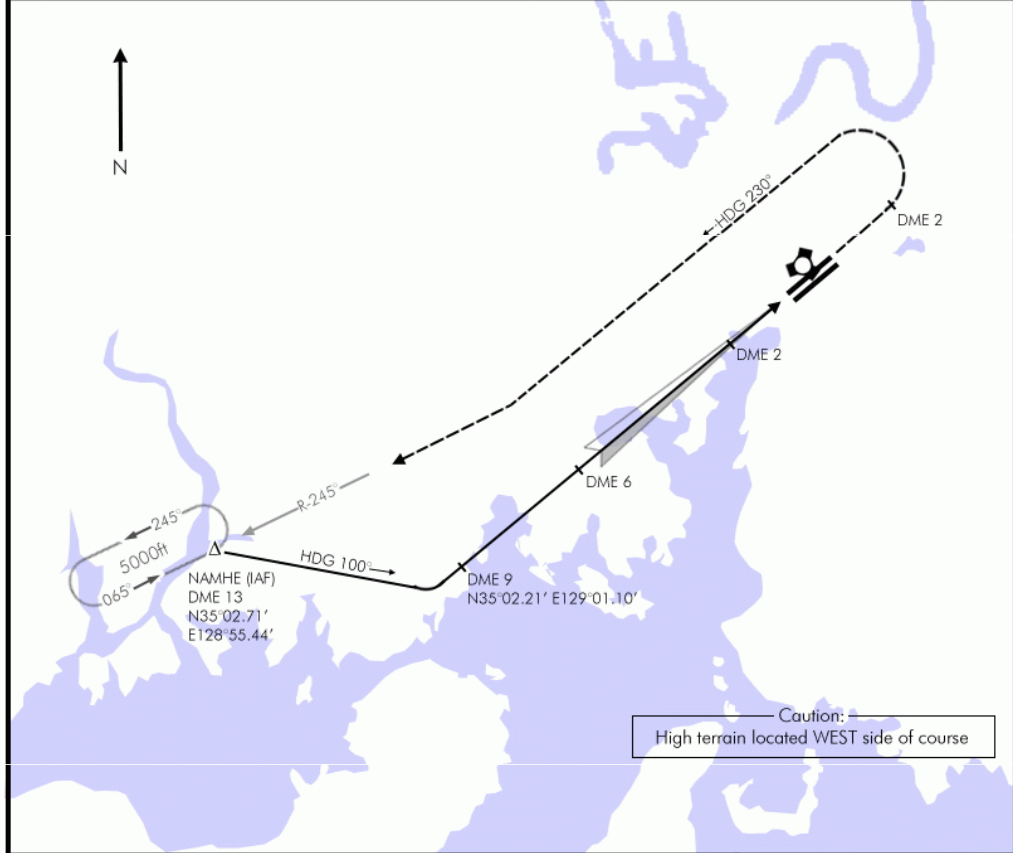 N
HDG 230°
DME 2
DME 2
DME 6
R-245°
245°
5000ft
065°
HDG 100°
NAMHE (IAF)
DME 13
N35°02.71′
E128°55.44′
DME 9
N35°02.21′ E129°01.10′
Caution:
High terrain located WEST side of course